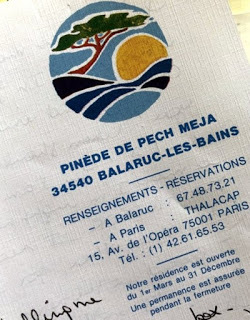 PINÈDE DE PECH MEJA
34540 BALARUC-LES-BAINS
RENSEIGNEMENTS - RÉSERVATIONS
– A Balaruc : 67.48.73.21
– A Paris : THALACAP
15, Av. de l'Opéra 75001 PARIS
Tél. : (1) 42.61.65.53
Notre résidence est ouverte
du 1er Mars au 31 Décembre
Une permanence est assurée
pendant la fermeture